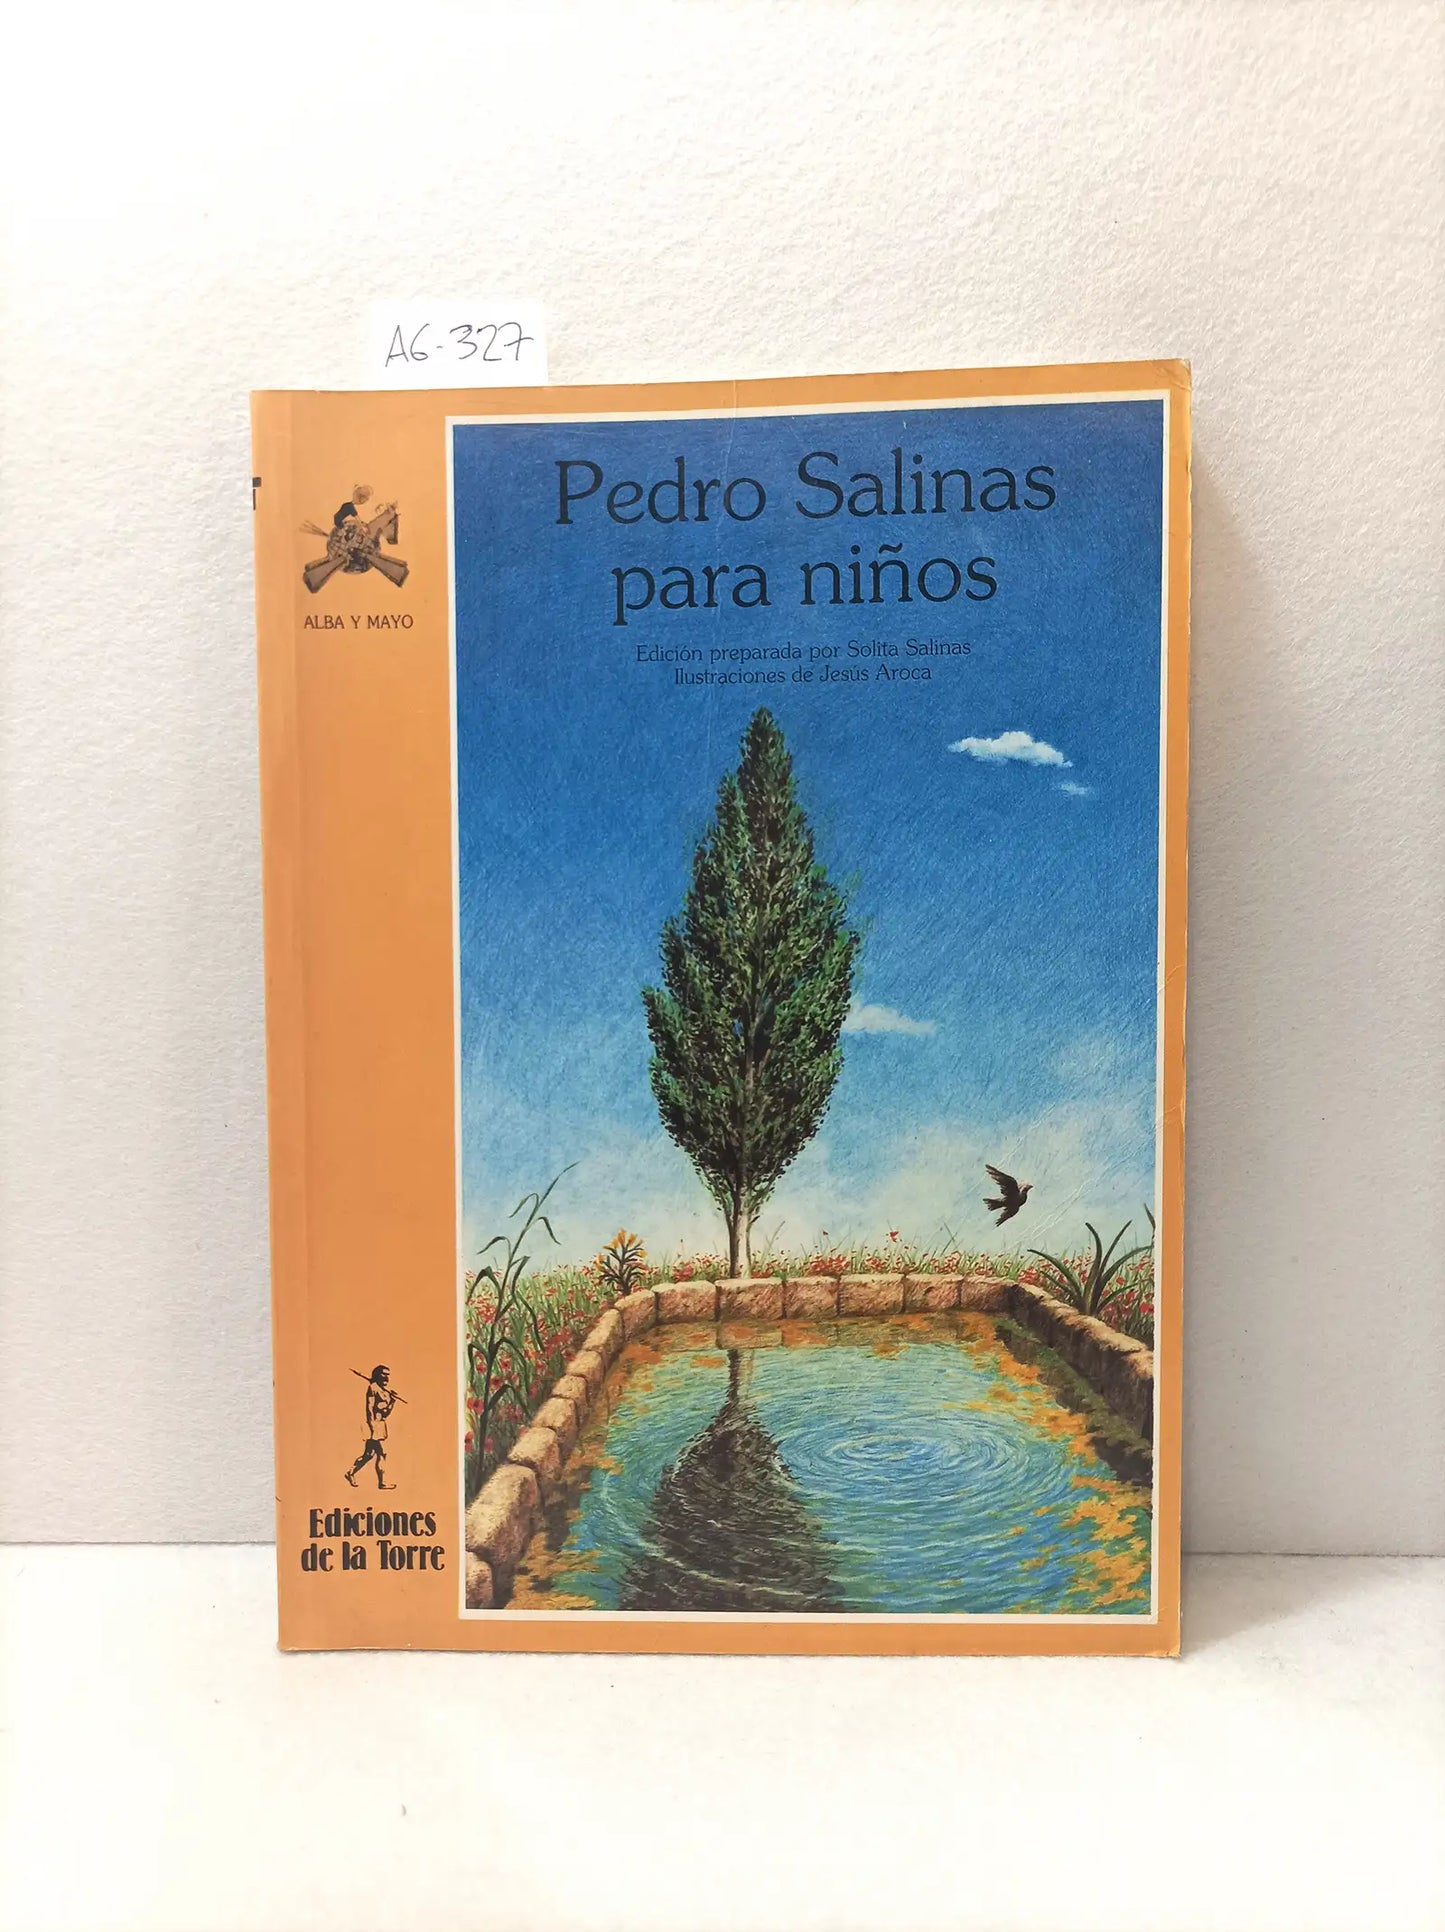 A6-327
Pedro Salinas
para niños
Edición preparada por Solita Salinas
Ilustraciones de Jesús Aroca
ALBA Y MAYO
Ediciones
de la Torre